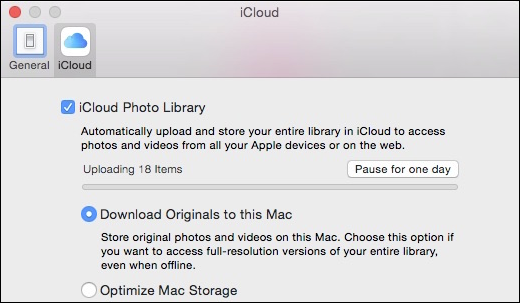 iCloud
General iCloud
iCloud Photo Library
Automatically upload and store your entire library in iCloud to access
photos and videos from all your Apple devices or on the web.
Uploading 18 Items Pause for one day
Download Originals to this Mac
Store original photos and videos on this Mac. Choose this option if
you want to access full-resolution versions of your entire library,
even when offline.
Optimize Mac Storage